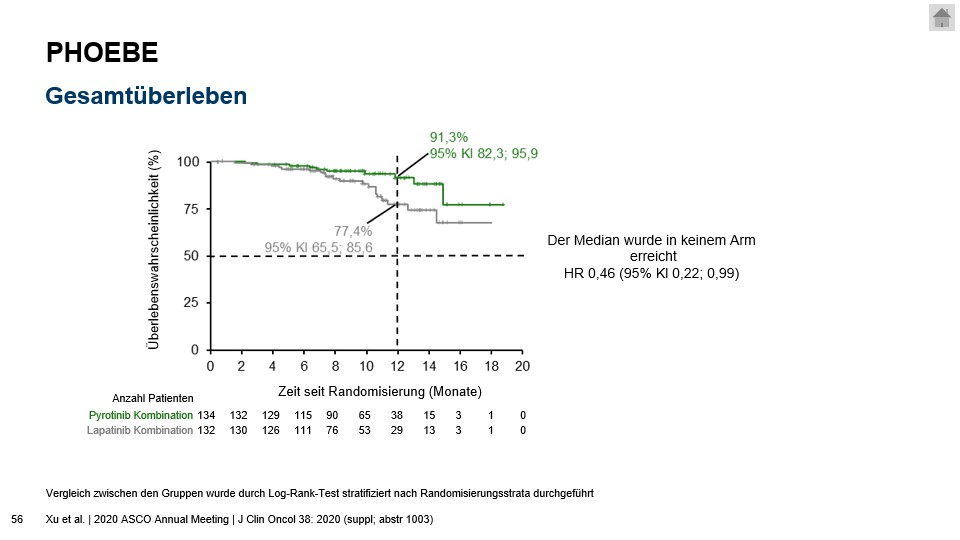 PHOEBE
Gesamtüberleben
91,3%
95% KI 82,3; 95,9
Überlebenswahrscheinlichkeit (%)
100
75
50
25
0
77,4%
95% KI 65,5; 85,6
Der Median wurde in keinem Arm
erreicht
HR 0,46 (95% KI 0,22; 0,99)
0 2 4 6 8 10 12 14 16 18 20
Zeit seit Randomisierung (Monate)
Anzahl Patienten
Pyrotinib Kombination 134 132 129 115 90 65 38 15 3 1 0
Lapatinib Kombination 132 130 126 111 76 53 29 13 3 1 0
Vergleich zwischen den Gruppen wurde durch Log-Rank-Test stratifiziert nach Randomisierungsstrata durchgeführt
56 Xu et al. | 2020 ASCO Annual Meeting | J Clin Oncol 38: 2020 (suppl; abstr 1003)